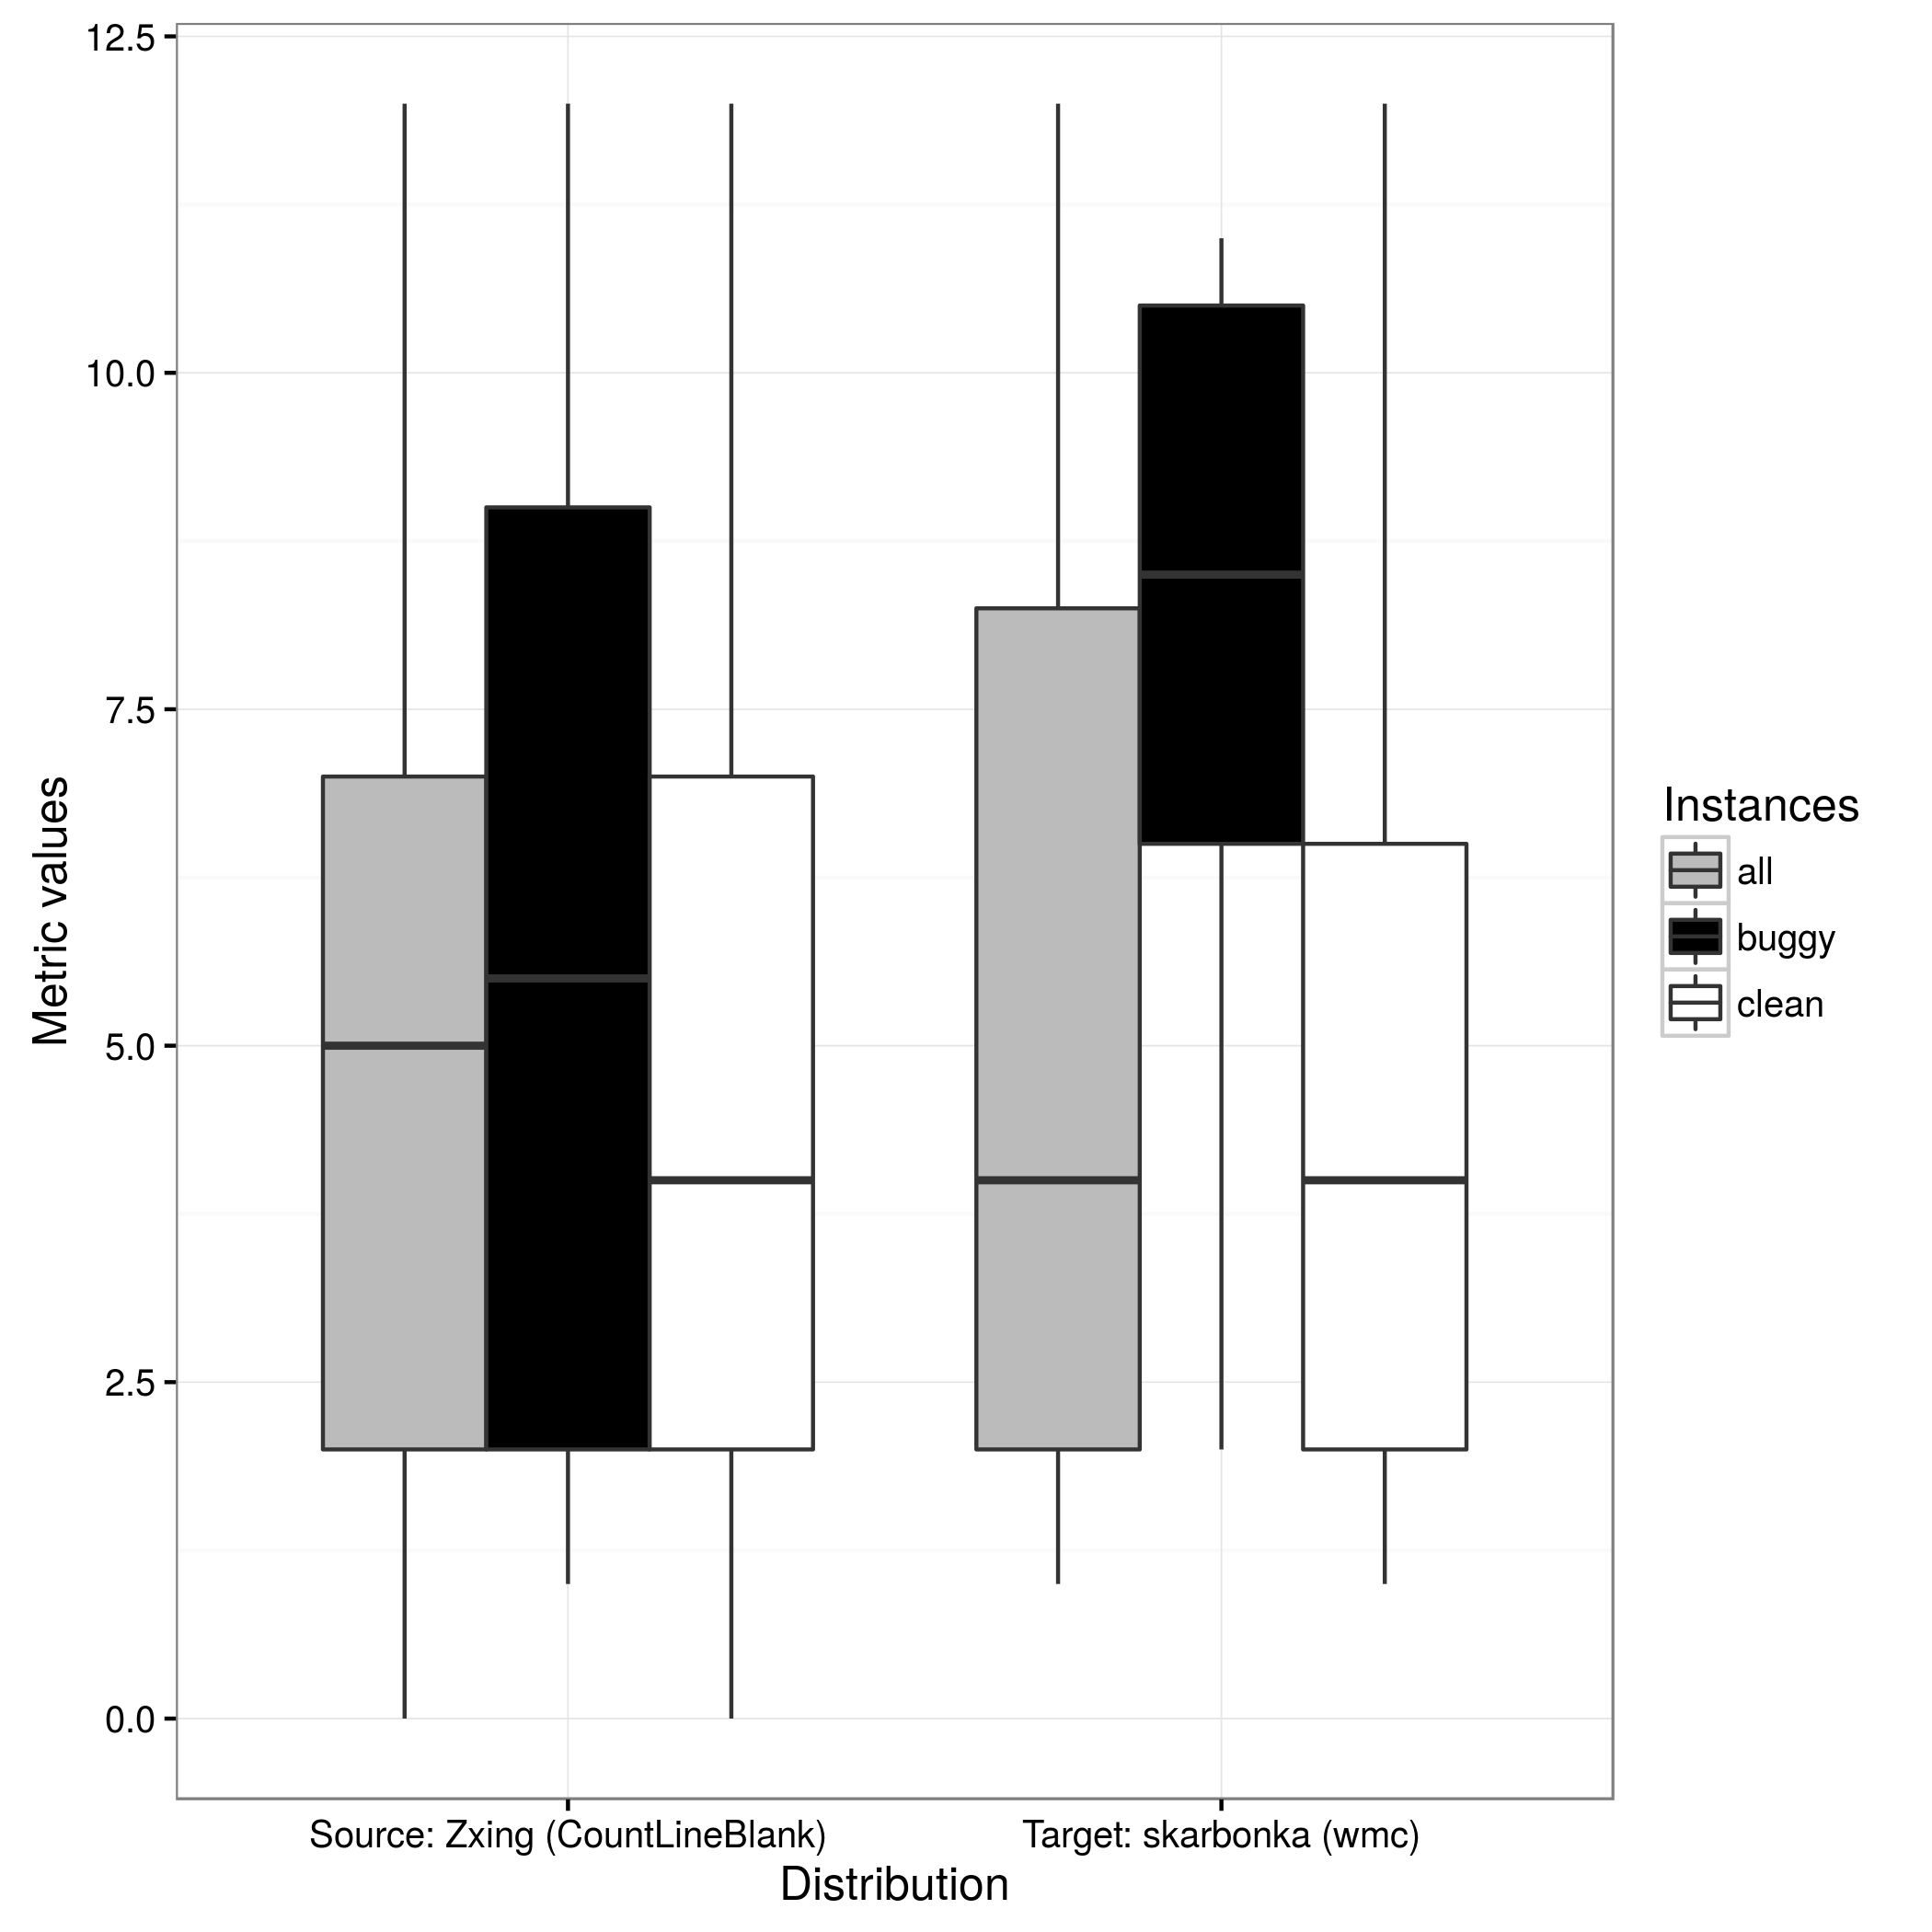 12.5
10.0
7.5
5.0
2.5
0.0
Metric values
Source: Zxing (CountLineBlank)
Target: skarbonka (wmc)
Distribution
Instances
all
buggy
clean